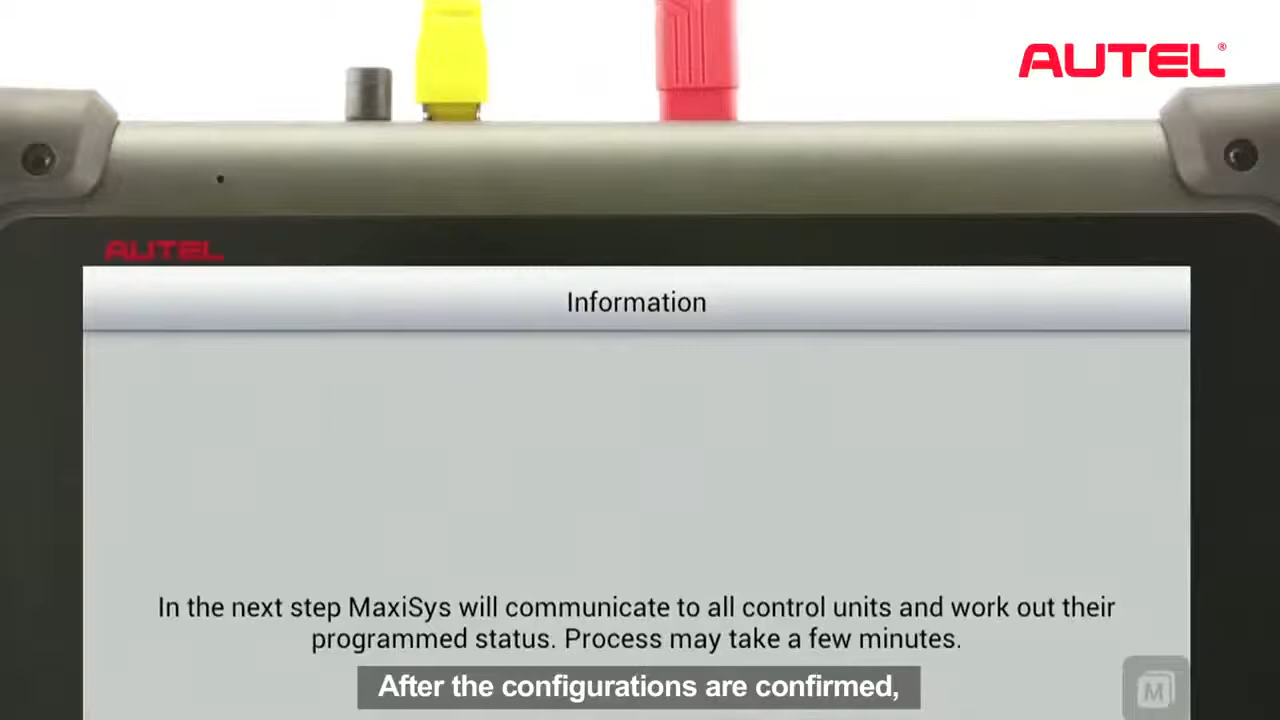 AUTEL®
AUTEL
Information
In the next step MaxiSys will communicate to all control units and work out their
programmed status. Process may take a few minutes.
After the configurations are confirmed,
M